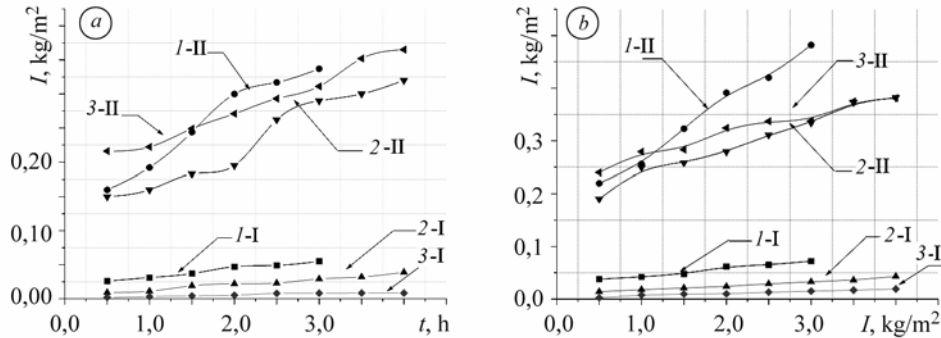 a
I, kg/m²
1-II
3-II
2-II
0,20
0,10
0,00
1-I
2-I
3-I
0,0 1,0 2,0 3,0 t, h
b
I, kg/m²
1-II
3-II
2-II
0,3
0,2
0,1
0,0
1-I
2-I
3-I
0,0 1,0 2,0 3,0 I, kg/m²